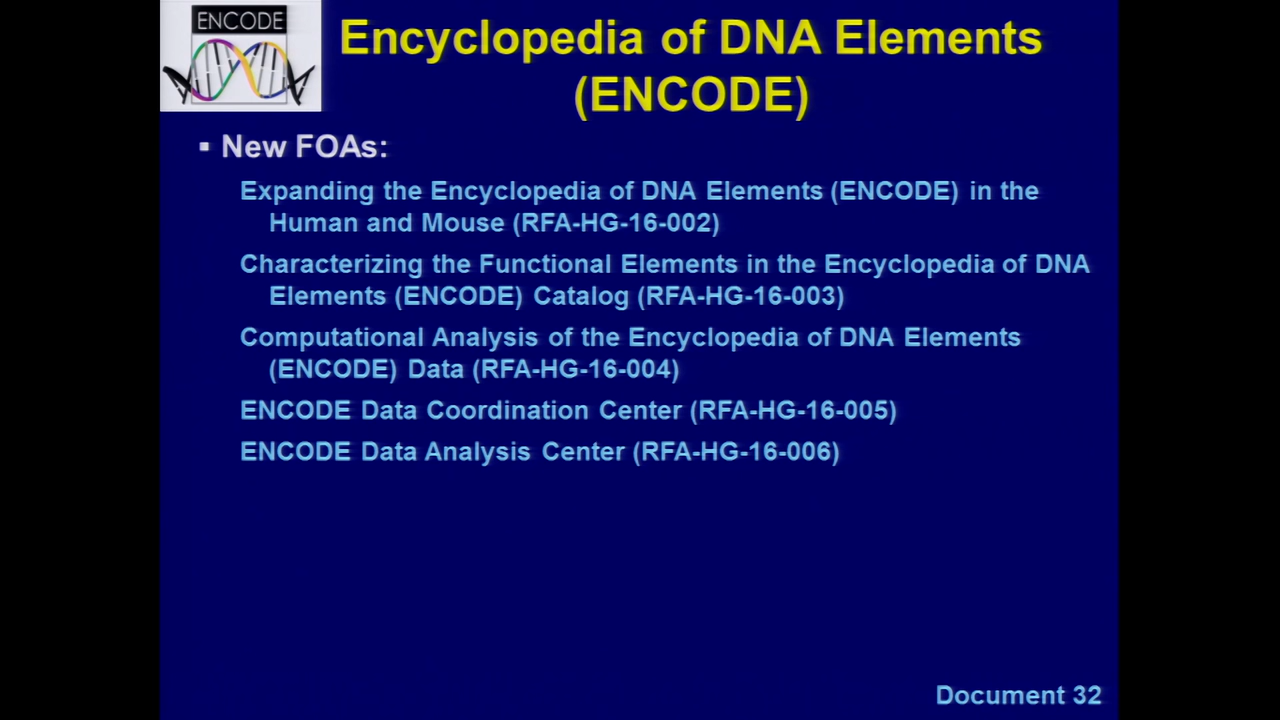 ENCODE
Encyclopedia of DNA Elements
(ENCODE)
▪ New FOAs:
Expanding the Encyclopedia of DNA Elements (ENCODE) in the
Human and Mouse (RFA-HG-16-002)
Characterizing the Functional Elements in the Encyclopedia of DNA
Elements (ENCODE) Catalog (RFA-HG-16-003)
Computational Analysis of the Encyclopedia of DNA Elements
(ENCODE) Data (RFA-HG-16-004)
ENCODE Data Coordination Center (RFA-HG-16-005)
ENCODE Data Analysis Center (RFA-HG-16-006)
Document 32